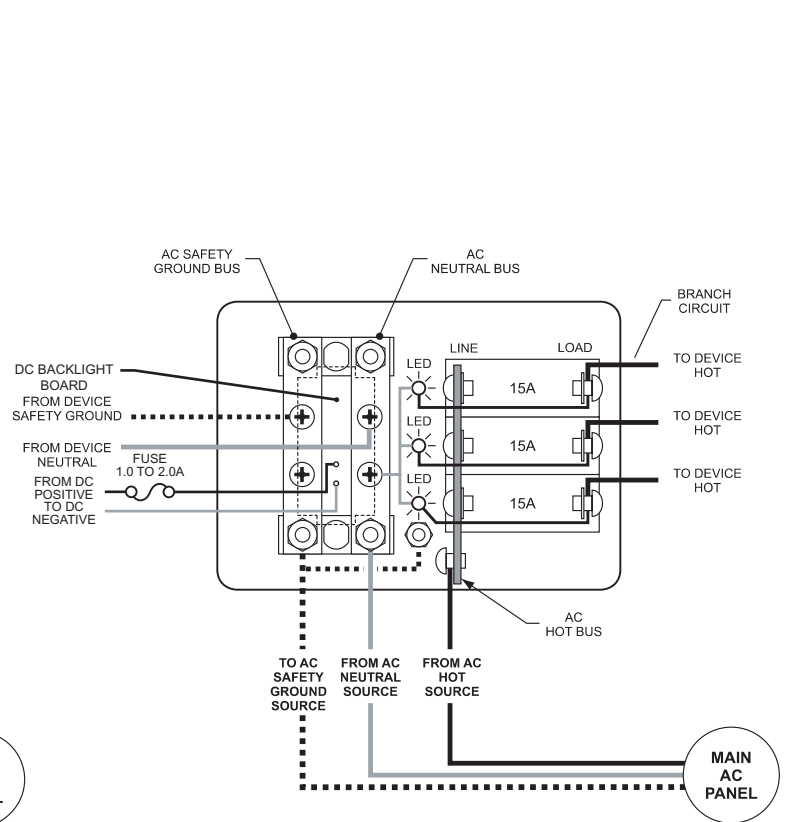 AC SAFETY
GROUND BUS
AC
NEUTRAL BUS
BRANCH
CIRCUIT
LINE
LOAD
LED
15A
TO DEVICE
HOT
DC BACKLIGHT
BOARD
FROM DEVICE
SAFETY GROUND
LED
15A
TO DEVICE
HOT
FROM DEVICE
NEUTRAL
FUSE
1.0 TO 2.0A
FROM DC
POSITIVE
TO DC
NEGATIVE
LED
15A
TO DEVICE
HOT
AC
HOT BUS
TO AC
SAFETY
GROUND
SOURCE
FROM AC
NEUTRAL
SOURCE
FROM AC
HOT
SOURCE
MAIN
AC
PANEL